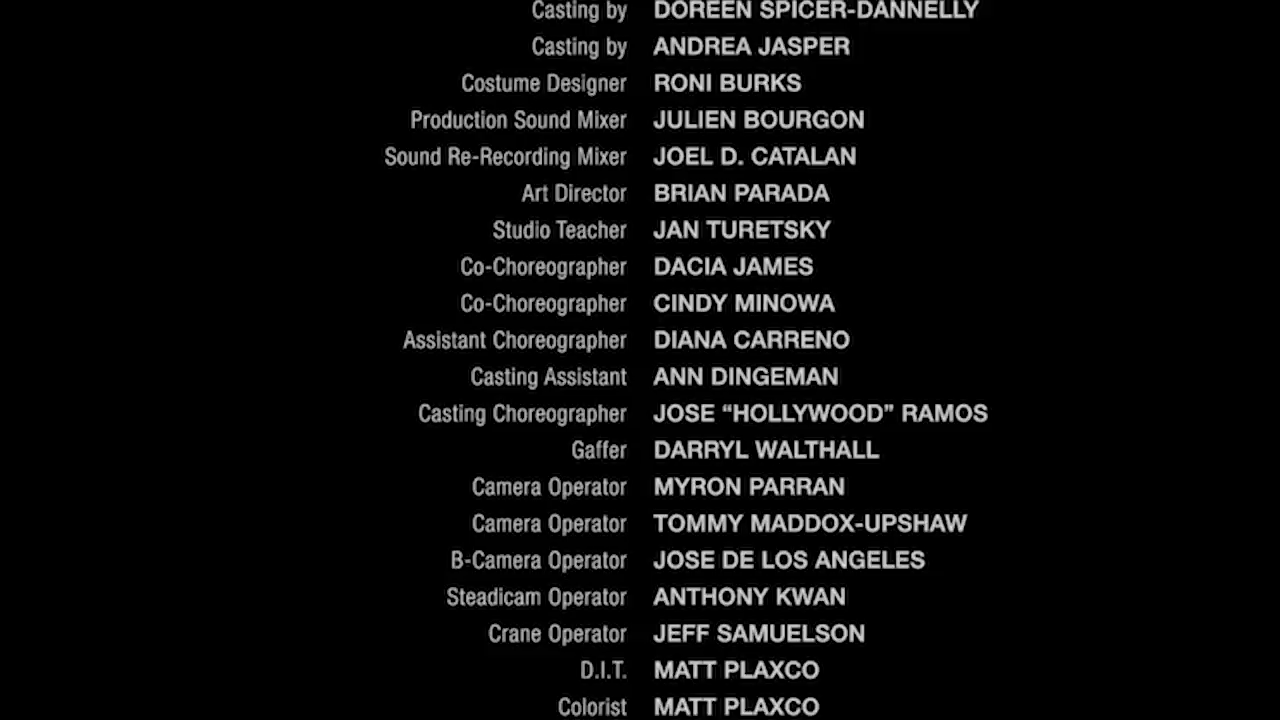 Casting by DOREEN SPICER-DANNELLY
Casting by ANDREA JASPER
Costume Designer RONI BURKS
Production Sound Mixer JULIEN BOURGON
Sound Re-Recording Mixer JOEL D. CATALAN
Art Director BRIAN PARADA
Studio Teacher JAN TURETSKY
Co-Choreographer DACIA JAMES
Co-Choreographer CINDY MINOWA
Assistant Choreographer DIANA CARRENO
Casting Assistant ANN DINGEMAN
Casting Choreographer JOSE “HOLLYWOOD” RAMOS
Gaffer DARRYL WALTHALL
Camera Operator MYRON PARRAN
Camera Operator TOMMY MADDOX-UPSHAW
B-Camera Operator JOSE DE LOS ANGELES
Steadicam Operator ANTHONY KWAN
Crane Operator JEFF SAMUELSON
D.I.T. MATT PLAXCO
Colorist MATT PLAXCO